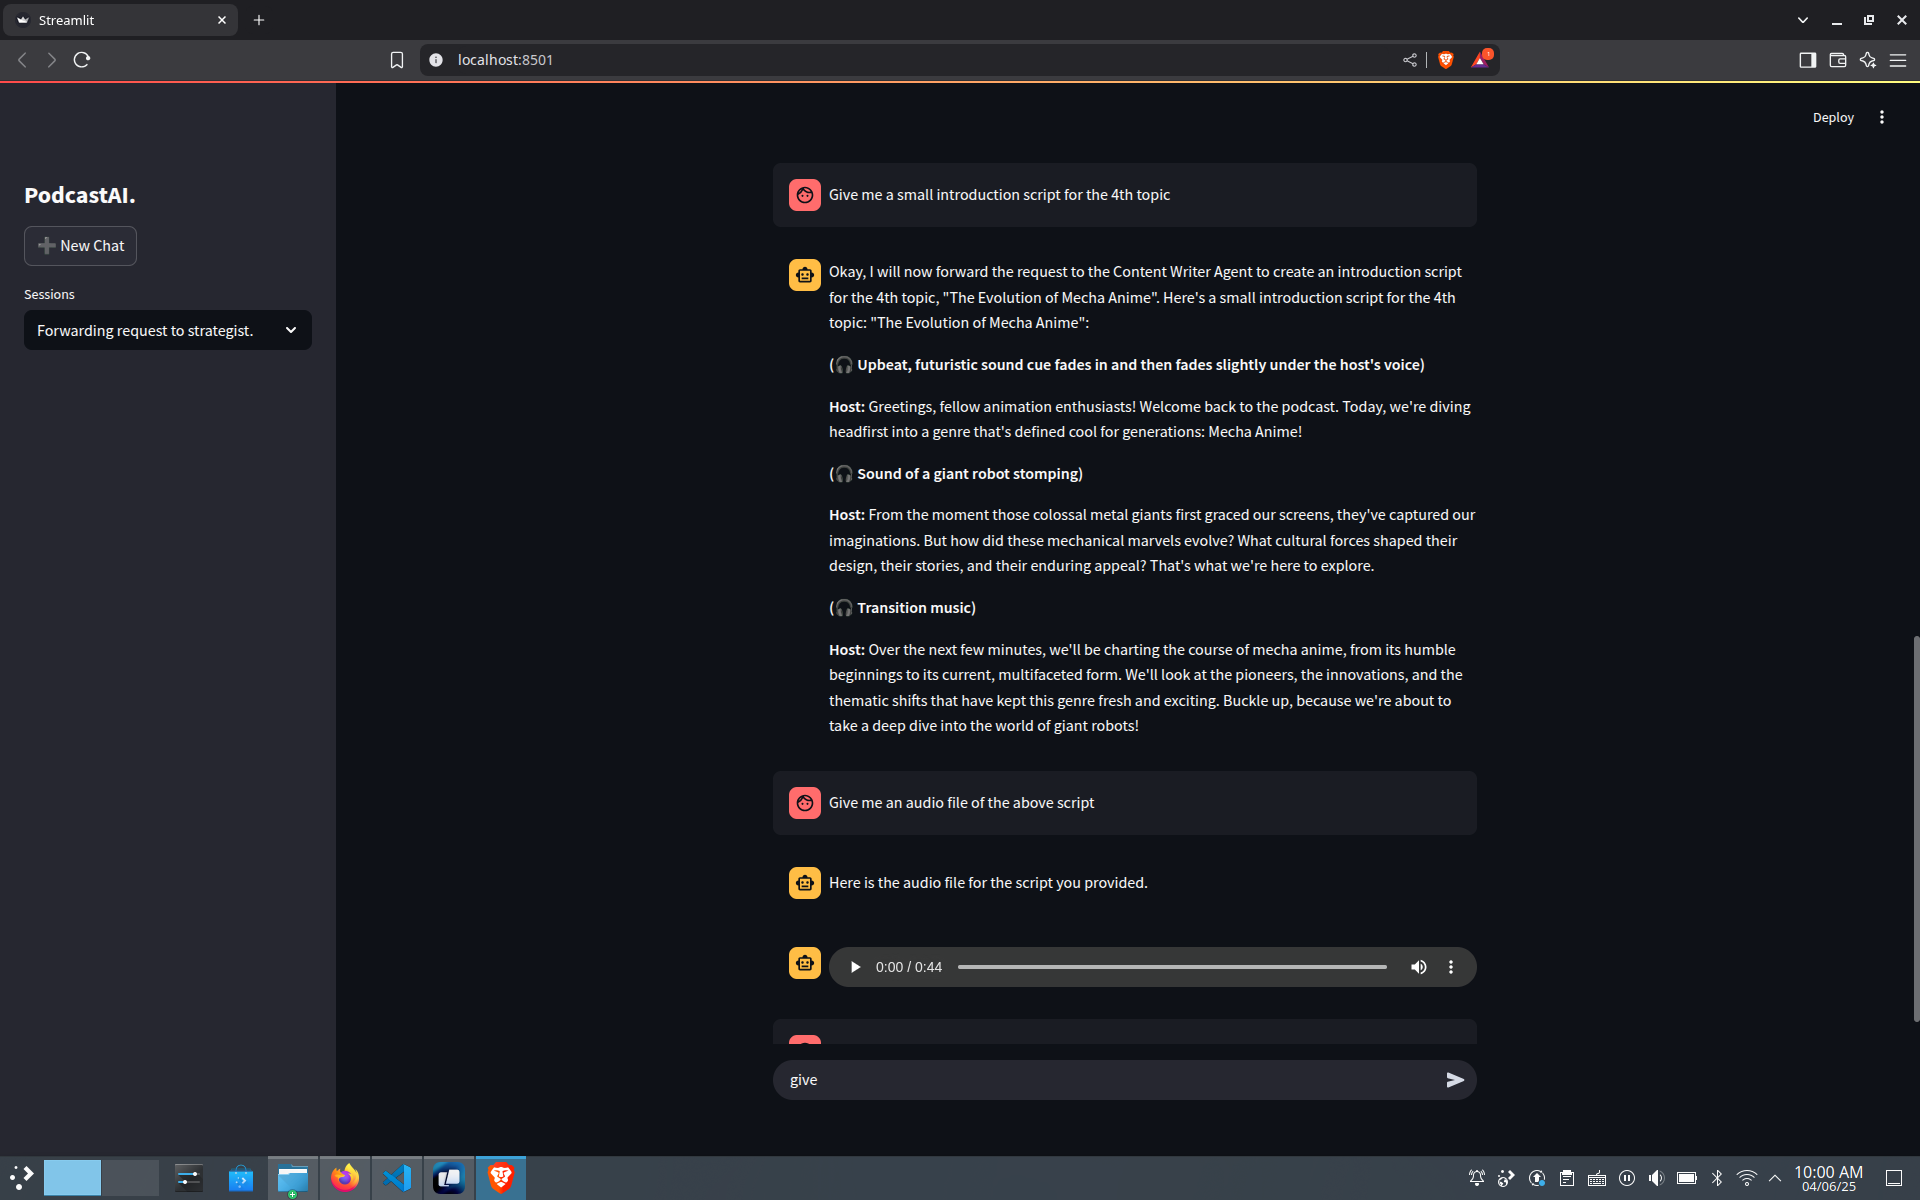 Streamlit
localhost:8501
1
Deploy
PodcastAI.
➕ New Chat
Sessions
Forwarding request to strategist.
Give me a small introduction script for the 4th topic
Okay, I will now forward the request to the Content Writer Agent to create an introduction script
for the 4th topic, "The Evolution of Mecha Anime". Here's a small introduction script for the 4th
topic: "The Evolution of Mecha Anime":
(🎧 Upbeat, futuristic sound cue fades in and then fades slightly under the host's voice)
Host: Greetings, fellow animation enthusiasts! Welcome back to the podcast. Today, we're diving
headfirst into a genre that's defined cool for generations: Mecha Anime!
(🎧 Sound of a giant robot stomping)
Host: From the moment those colossal metal giants first graced our screens, they've captured our
imaginations. But how did these mechanical marvels evolve? What cultural forces shaped their
design, their stories, and their enduring appeal? That's what we're here to explore.
(🎧 Transition music)
Host: Over the next few minutes, we'll be charting the course of mecha anime, from its humble
beginnings to its current, multifaceted form. We'll look at the pioneers, the innovations, and the
thematic shifts that have kept this genre fresh and exciting. Buckle up, because we're about to
take a deep dive into the world of giant robots!
Give me an audio file of the above script
Here is the audio file for the script you provided.
0:00 / 0:44
give
10:00 AM
04/06/25